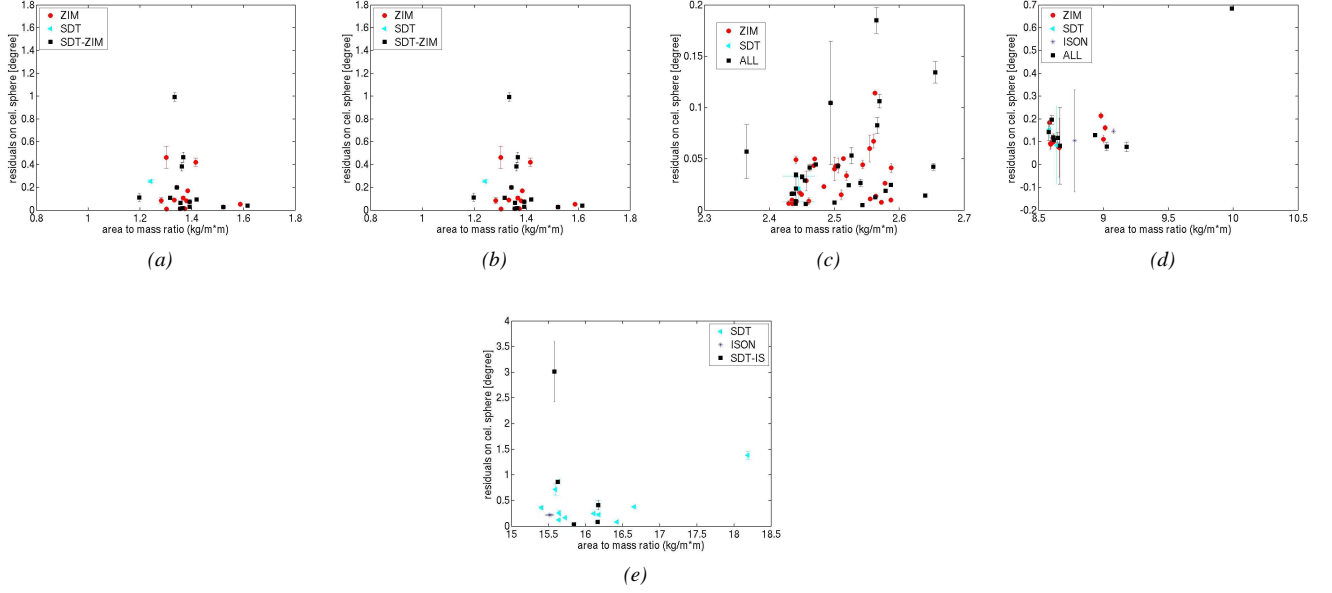 residuals on cel. sphere [degree]
1.8
1.6
1.4
1.2
1
0.8
0.6
0.4
0.2
0
ZIM
SDT
SDT-ZIM
0.8 1 1.2 1.4 1.6 1.8
area to mass ratio (kg/m*m)
(a)
residuals on cel. sphere [degree]
1.8
1.6
1.4
1.2
1
0.8
0.6
0.4
0.2
0
ZIM
SDT
SDT-ZIM
0.8 1 1.2 1.4 1.6 1.8
area to mass ratio (kg/m*m)
(b)
residuals on cel. sphere [degree]
0.2
0.15
0.1
0.05
0
ZIM
SDT
ALL
2.3 2.4 2.5 2.6 2.7
area to mass ratio (kg/m*m)
(c)
residuals on cel. sphere [degree]
0.7
0.6
0.5
0.4
0.3
0.2
0.1
0
-0.1
-0.2
ZIM
SDT
ISON
ALL
8.5 9 9.5 10 10.5
area to mass ratio (kg/m*m)
(d)
residuals on cel. sphere [degree]
4
3.5
3
2.5
2
1.5
1
0.5
0
SDT
ISON
SDT-IS
15 15.5 16 16.5 17 17.5 18 18.5
area to mass ratio (kg/m*m)
(e)